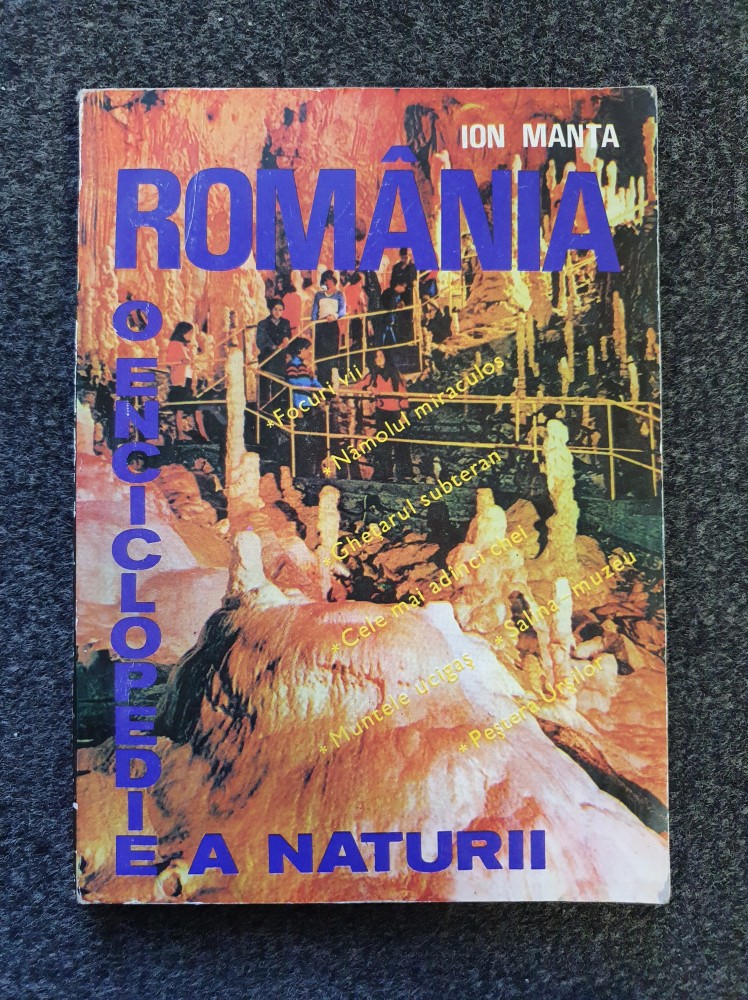 ION MANTA
ROMÂNIA
O ENCICLOPEDIE
A NATURII
*Focuri vii
*Nămolul miraculos
*Ghețarul subteran
*Cele mai adînci chei
*Salina-muzeu
*Muntele ucigaș
*Peștera Urșilor